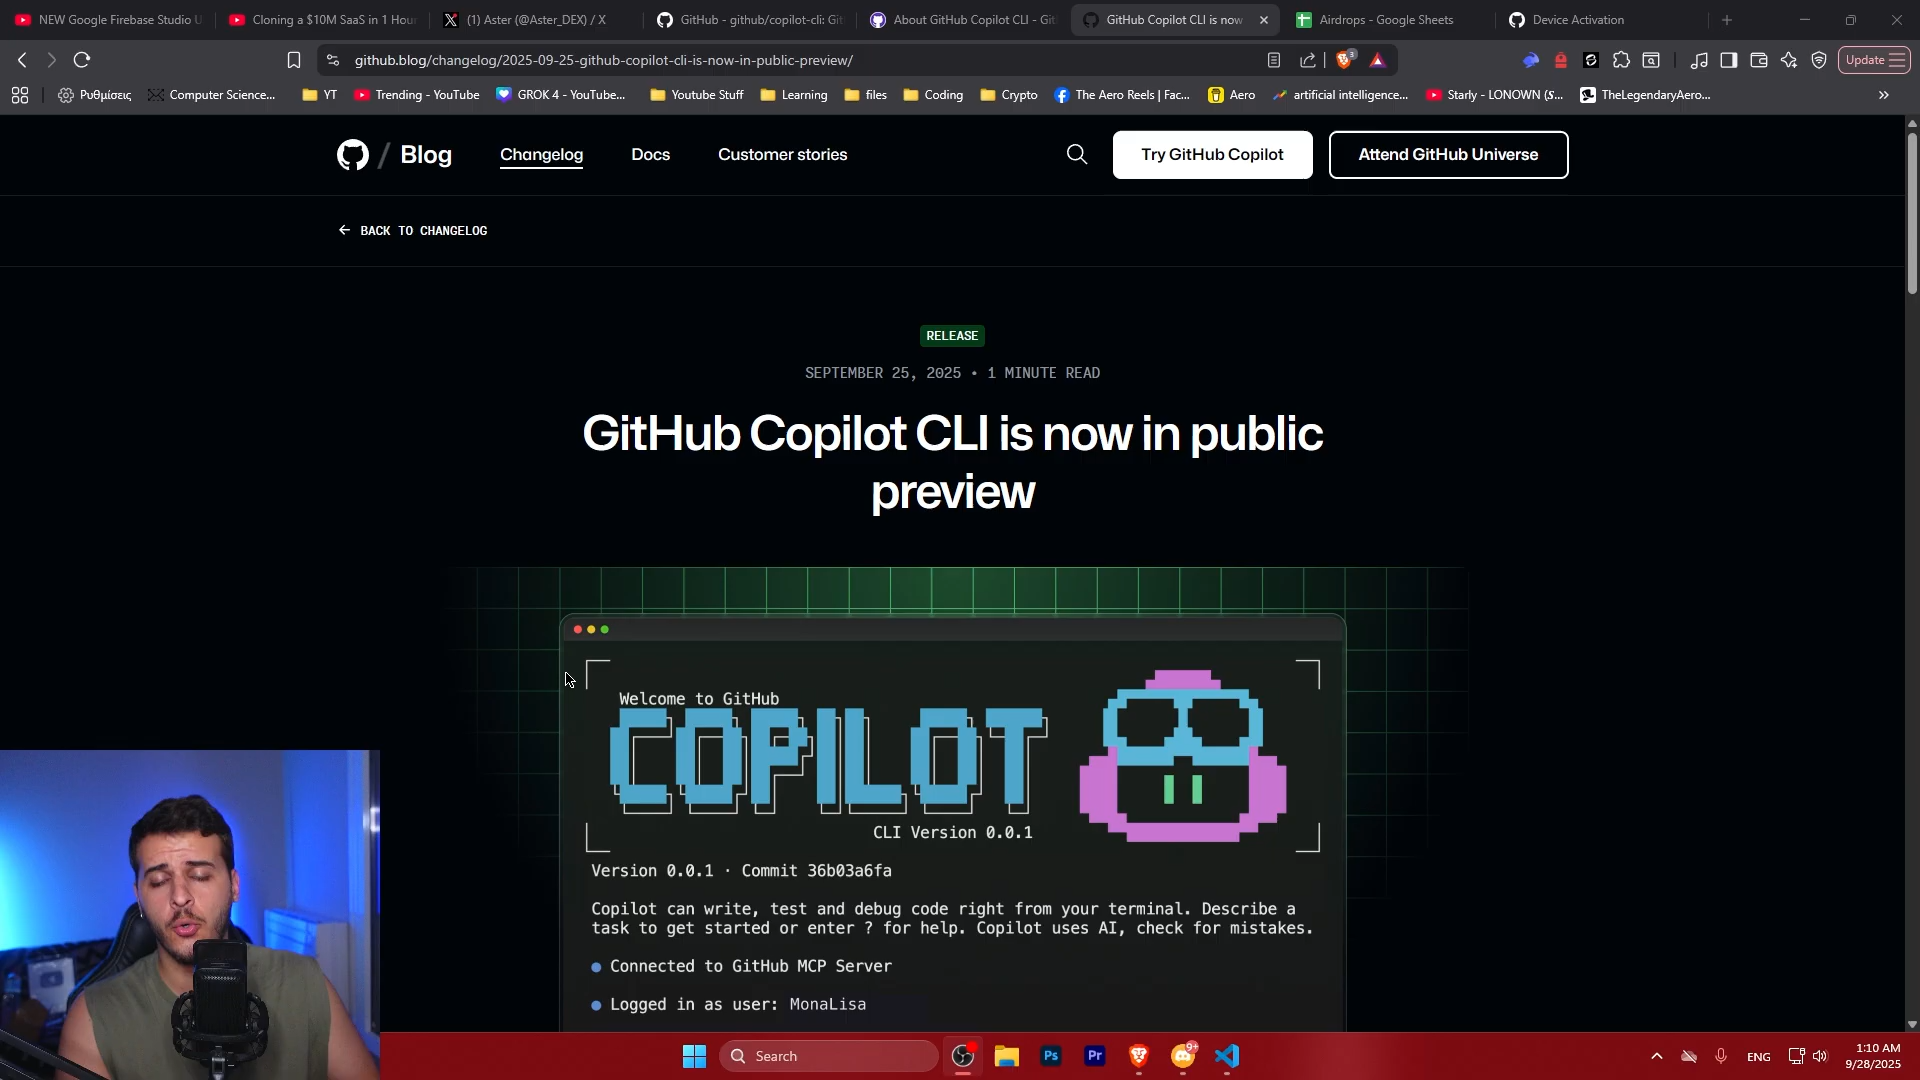 NEW Google Firebase Studio U
Cloning a $10M SaaS in 1 Hour
(1) Aster (@Aster_DEX) / X
GitHub - github/copilot-cli: Git
About GitHub Copilot CLI - Git
GitHub Copilot CLI is now
Airdrops - Google Sheets
Device Activation
github.blog/changelog/2025-09-25-github-copilot-cli-is-now-in-public-preview/
3
Update
Ρυθμίσεις
Computer Science...
YT
Trending - YouTube
GROK 4 - YouTube...
Youtube Stuff
Learning
files
Coding
Crypto
The Aero Reels | Fac...
Aero
artificial intelligence...
Starly - LONOWN (S...
TheLegendaryAero...
/ Blog
Changelog
Docs
Customer stories
Try GitHub Copilot
Attend GitHub Universe
← BACK TO CHANGELOG
RELEASE
SEPTEMBER 25, 2025 • 1 MINUTE READ
GitHub Copilot CLI is now in public
preview
Welcome to GitHub
COPILOT
CLI Version 0.0.1
Version 0.0.1 · Commit 36b03a6fa
Copilot can write, test and debug code right from your terminal. Describe a
task to get started or enter ? for help. Copilot uses AI, check for mistakes.
Connected to GitHub MCP Server
Logged in as user: MonaLisa
Search
Ps
Pr
9+
ENG
1:10 AM
9/28/2025